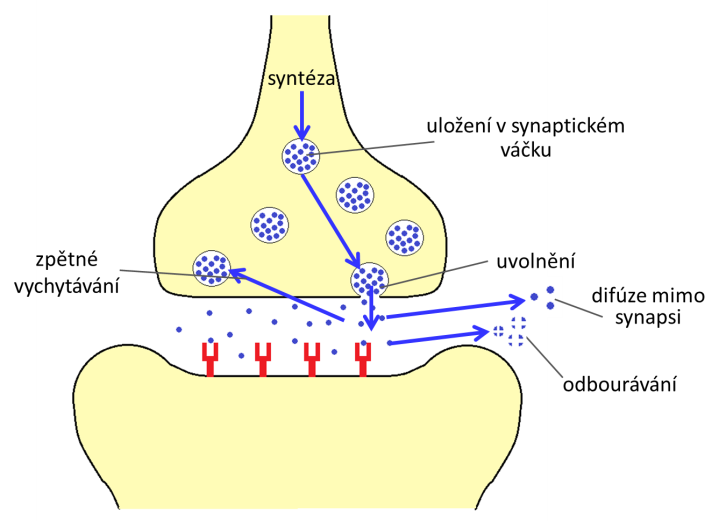 syntéza
uložení v synaptickém
váčku
zpětné
vychytávání
uvolnění
difúze mimo
synapsi
odbourávání